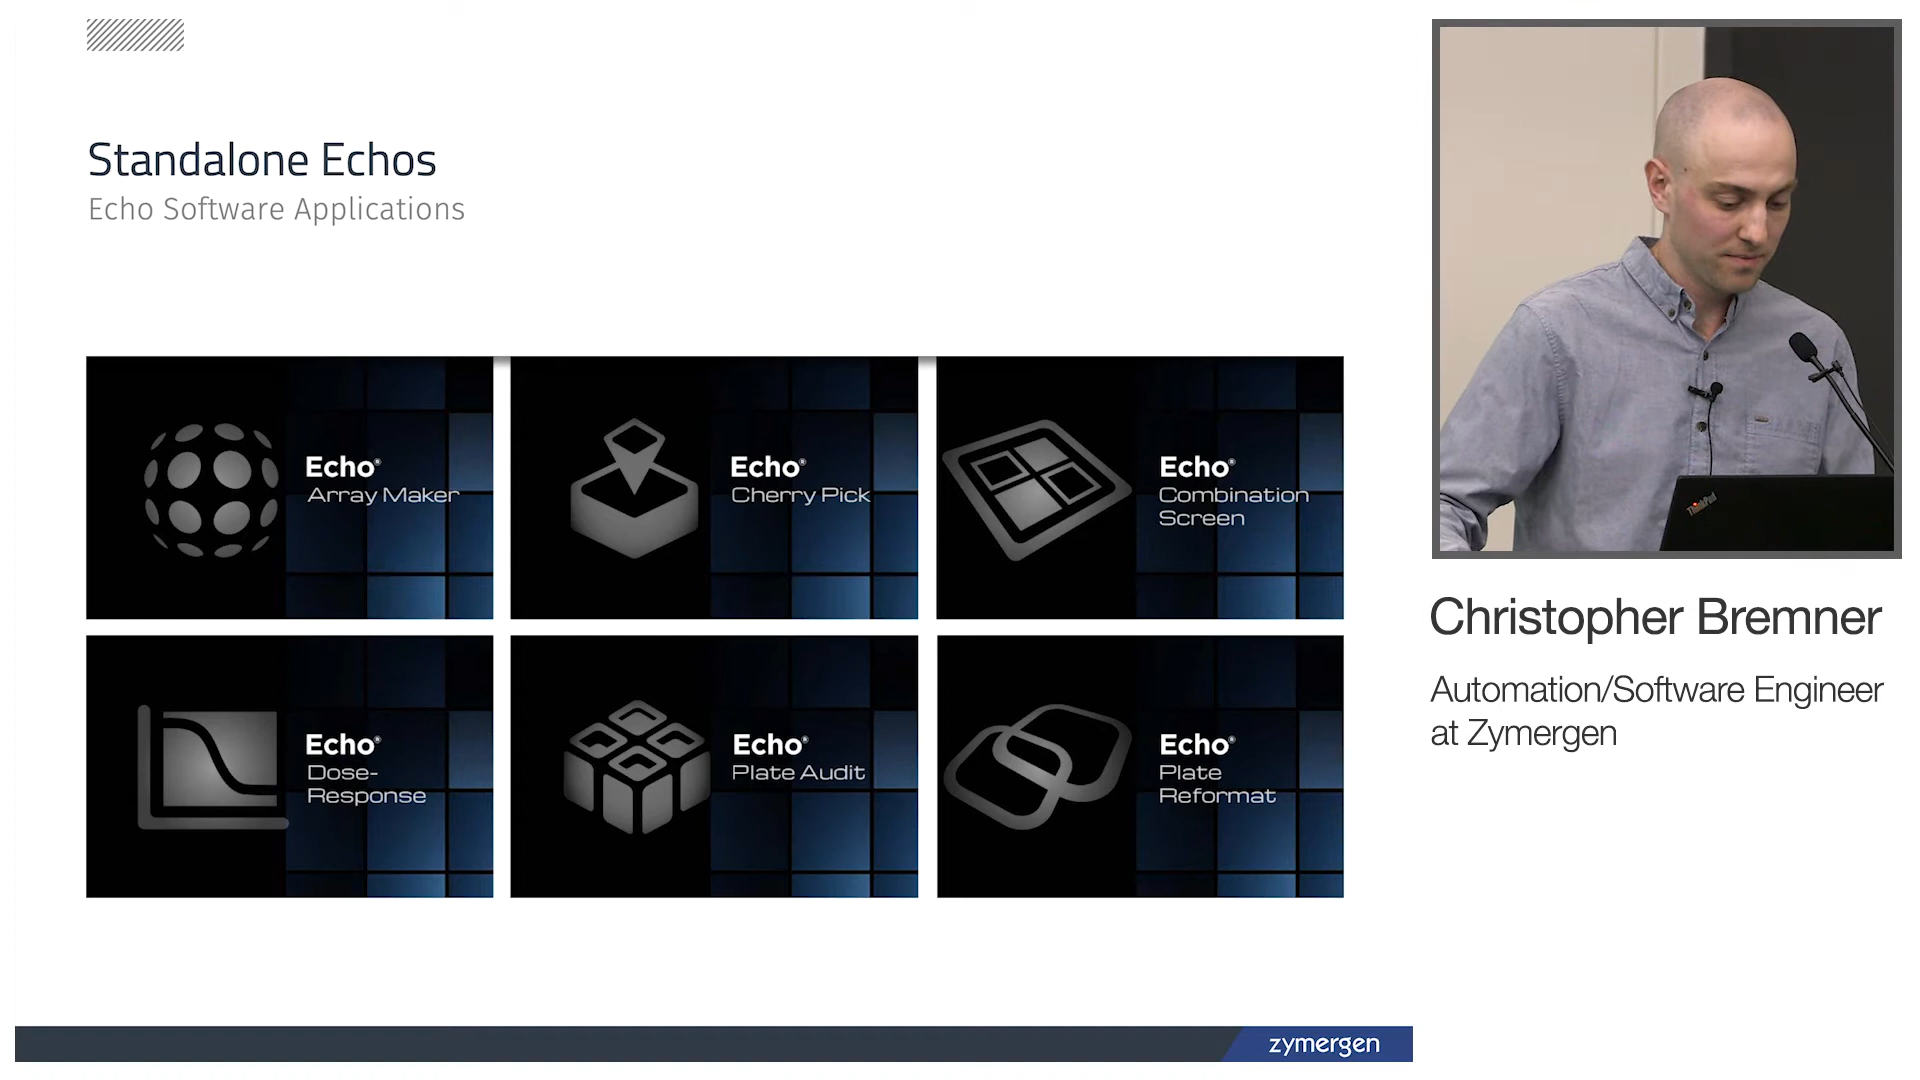 Standalone Echos
Echo Software Applications
Echo®
Array Maker
Echo®
Cherry Pick
Echo®
Combination
Screen
Echo®
Dose-
Response
Echo®
Plate Audit
Echo®
Plate
Reformat
zymergen
ThinkPad
Christopher Bremner
Automation/Software Engineer
at Zymergen